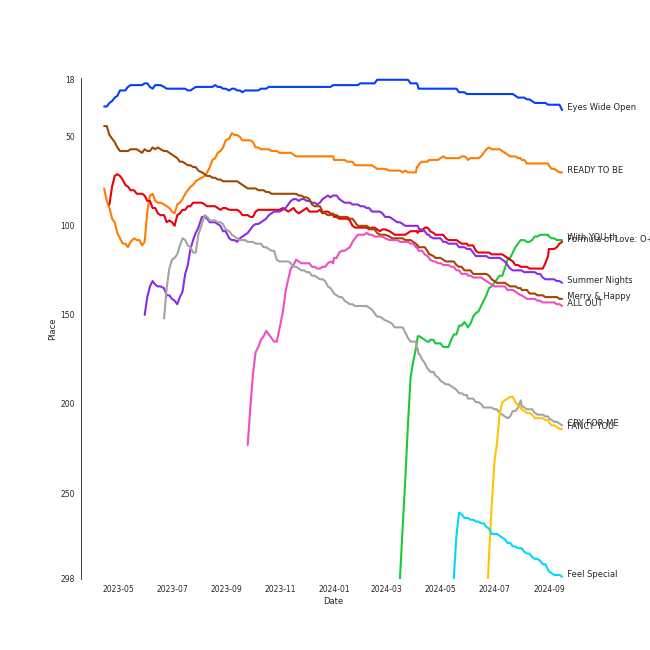 18
Eyes Wide Open
50
READY TO BE
100
With YOU-th
Formula of Love: O+
Summer Nights
Merry & Happy
ALL OUT
150
Place
200
CRY FOR ME
FANCY YOU
250
Feel Special
298
2023-05 2023-07 2023-09 2023-11 2024-01 2024-03 2024-05 2024-07 2024-09
Date